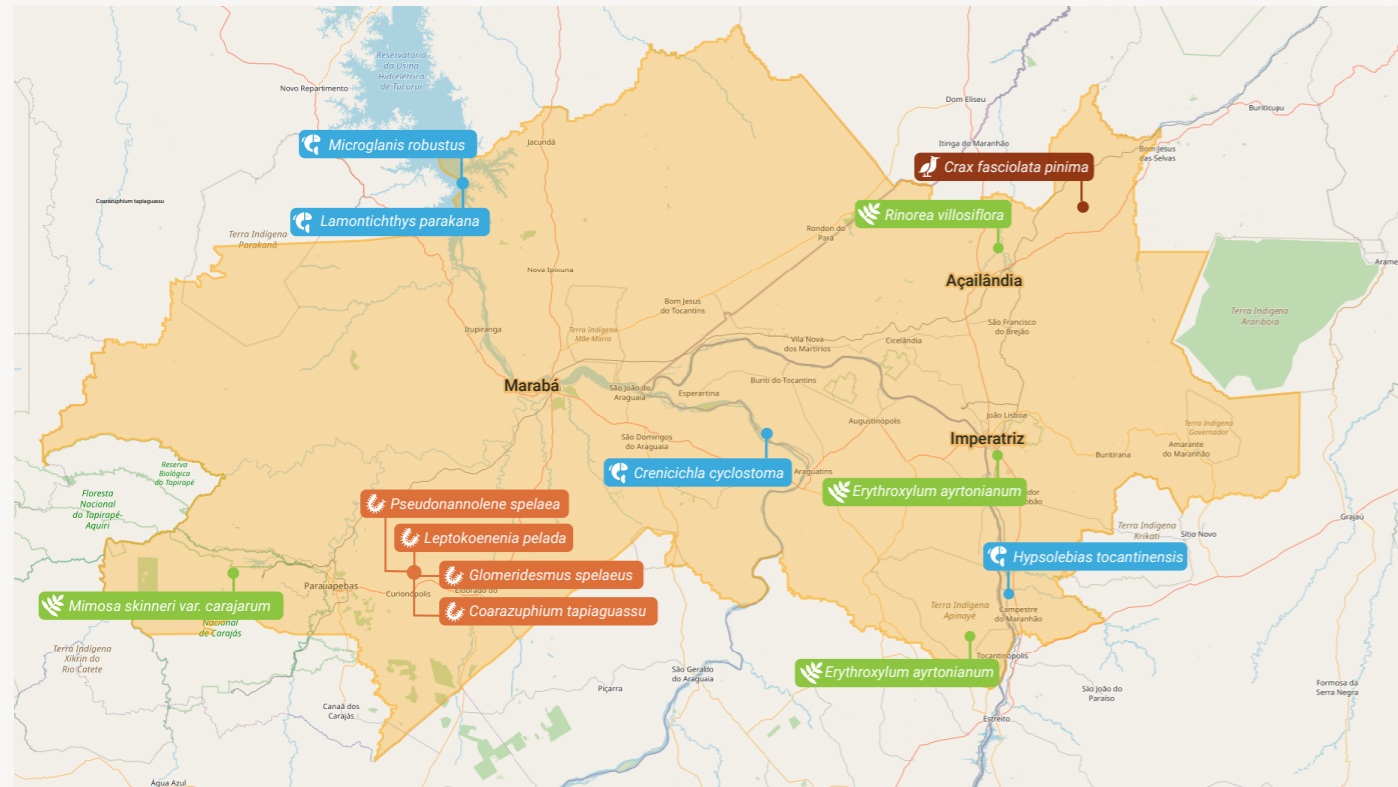 Reservatório
da Usina
Hidrelétrica
de Tucuruí
Novo Repartimento
Dom Eliseu
Buriticupu
Microglanis robustus
Jacundá
Itinga do Maranhão
Bom Jesus
das Selvas
Crax fasciolata pinima
Coarazuphium tapiaguassu
Lamontichthys parakana
Rinorea villosiflora
Terra Indígena
Parakanã
Rondon do
Pará
Nova Ipixuna
Açailândia
Bom Jesus
do Tocantins
Terra Indígena
Arariboia
Itupiranga
Terra Indígena
Mãe Maria
São Francisco
do Brejão
Vila Nova
dos Martírios
Cicelândia
Marabá
São João do
Araguaia
Esperantina
Buriti do Tocantins
Augustinópolis
João Lisboa
Imperatriz
São Domingos
do Araguaia
Terra Indígena
Governador
Amarante
do Maranhão
Buritirana
Reserva
Biológica
do Tapirapé
Crenicichla cyclostoma
Araguatins
Floresta
Nacional
do Tapirapé-
Aquiri
Pseudonannolene spelaea
Erythroxylum ayrtonianum
Grajaú
Leptokoenenia pelada
Terra Indígena
Krikati
Sítio Novo
Hypsolebias tocantinensis
Glomeridesmus spelaeus
Parauapebas
Curionópolis
Eldorado do
Mimosa skinneri var. carajarum
Coarazuphium tapiaguassu
Terra Indígena
Apinayé
Campestre
do Maranhão
Nacional
de Carajás
Terra Indígena
Xikrin do
Rio Catete
Tocantinópolis
Erythroxylum ayrtonianum
São Geraldo
do Araguaia
Piçarra
São João do
Paraíso
Formosa da
Serra Negra
Canaã dos
Carajás
Estreito
Água Azul